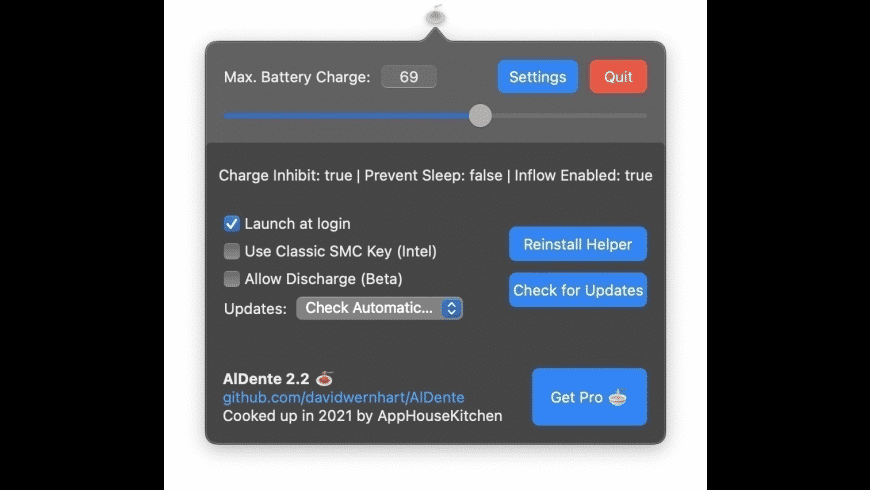 Max. Battery Charge: 69 Settings Quit
Charge Inhibit: true | Prevent Sleep: false | Inflow Enabled: true
Launch at login
Use Classic SMC Key (Intel)
Reinstall Helper
Allow Discharge (Beta)
Check for Updates
Updates: Check Automatic...
AlDente 2.2
github.com/davidwernhart/AlDente
Cooked up in 2021 by AppHouseKitchen
Get Pro